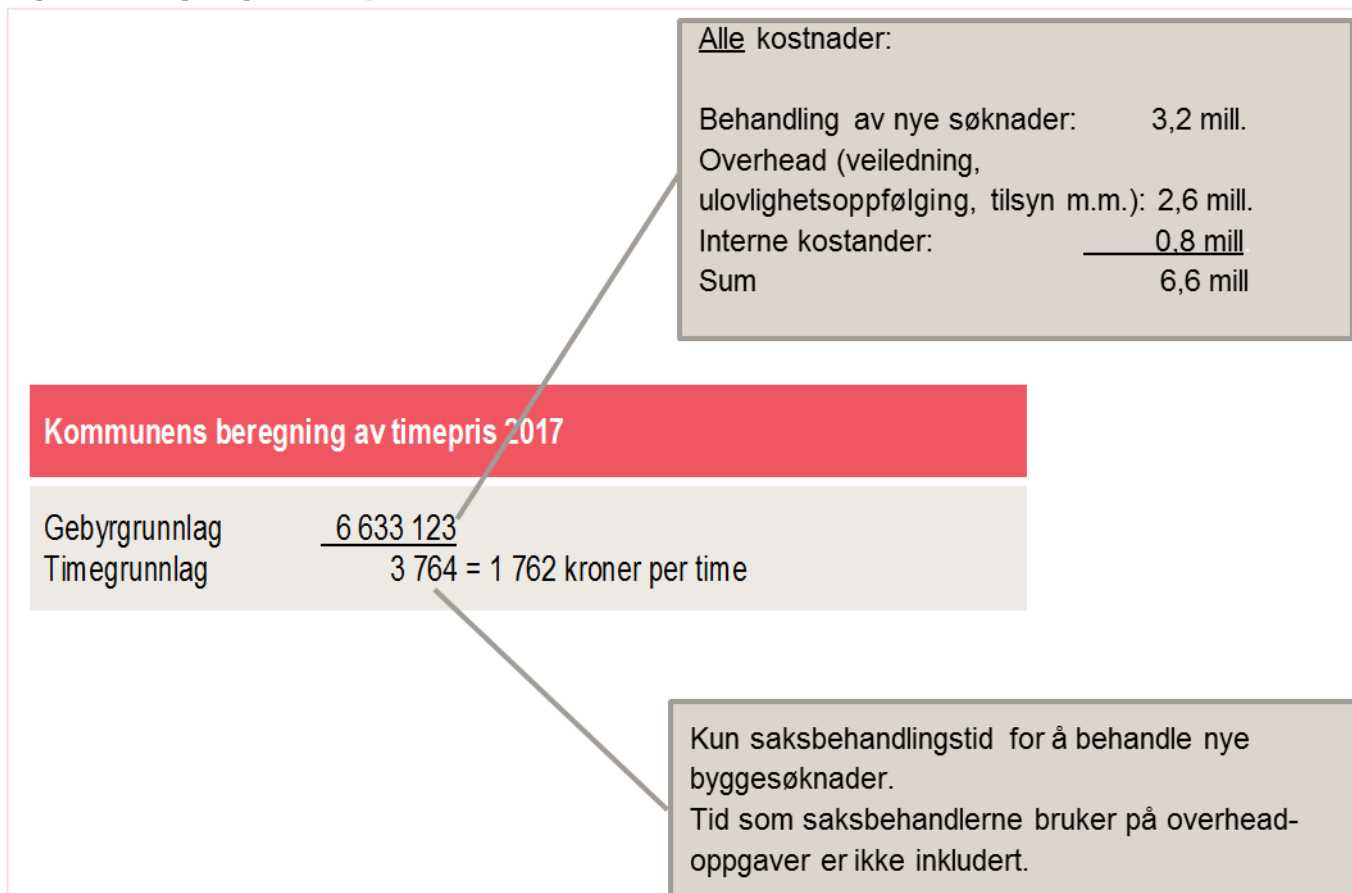 Alle kostnader:
Behandling av nye søknader: 3,2 mill.
Overhead (veiledning,
ulovlighetsoppfølging, tilsyn m.m.): 2,6 mill.
Interne kostander: 0,8 mill.
Sum 6,6 mill
Kommunens beregning av timepris 2017
Gebyrgrunnlag 6 633 123
Timegrunnlag 3 764 = 1 762 kroner per time
Kun saksbehandlingstid for å behandle nye
byggesøknader.
Tid som saksbehandlerne bruker på overhead-
oppgaver er ikke inkludert.